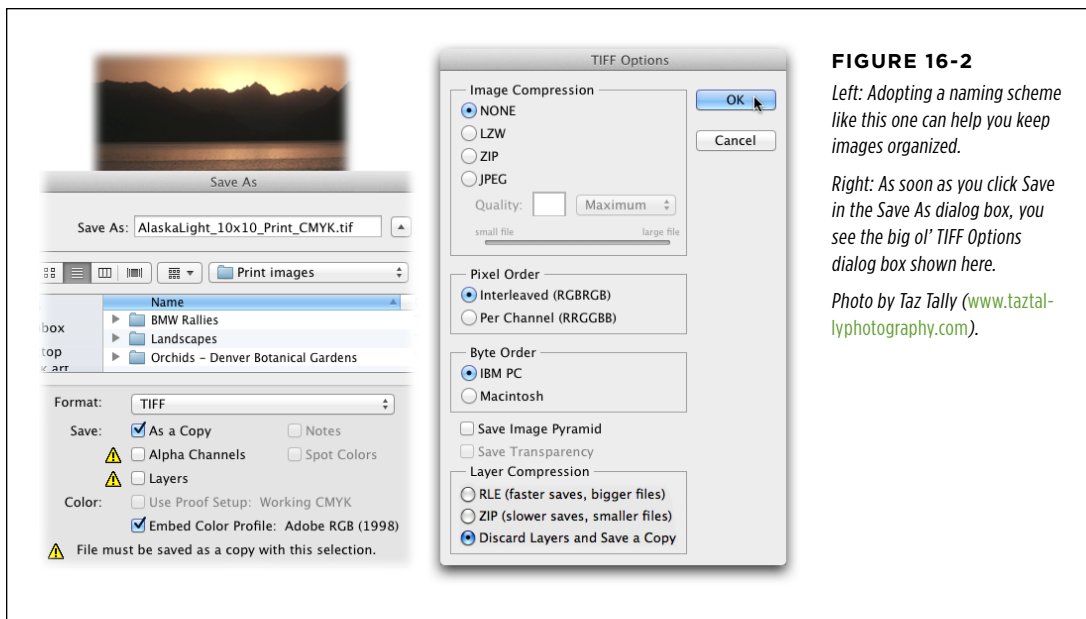 Save As
Save As: AlaskaLight_10x10_Print_CMYK.tif
Print images
Name
BMW Rallies
Landscapes
Orchids – Denver Botanical Gardens
box
top
k art
Format: TIFF
Save: As a Copy Notes
Alpha Channels Spot Colors
Layers
Color: Use Proof Setup: Working CMYK
Embed Color Profile: Adobe RGB (1998)
File must be saved as a copy with this selection.
TIFF Options
Image Compression
NONE
LZW
ZIP
JPEG
Quality: Maximum
small file large file
Pixel Order
Interleaved (RGBRGB)
Per Channel (RRGGBB)
Byte Order
IBM PC
Macintosh
Save Image Pyramid
Save Transparency
Layer Compression
RLE (faster saves, bigger files)
ZIP (slower saves, smaller files)
Discard Layers and Save a Copy
OK
Cancel
FIGURE 16-2
Left: Adopting a naming scheme
like this one can help you keep
images organized.
Right: As soon as you click Save
in the Save As dialog box, you
see the big ol’ TIFF Options
dialog box shown here.
Photo by Taz Tally (www.taztal-
lyphotography.com).